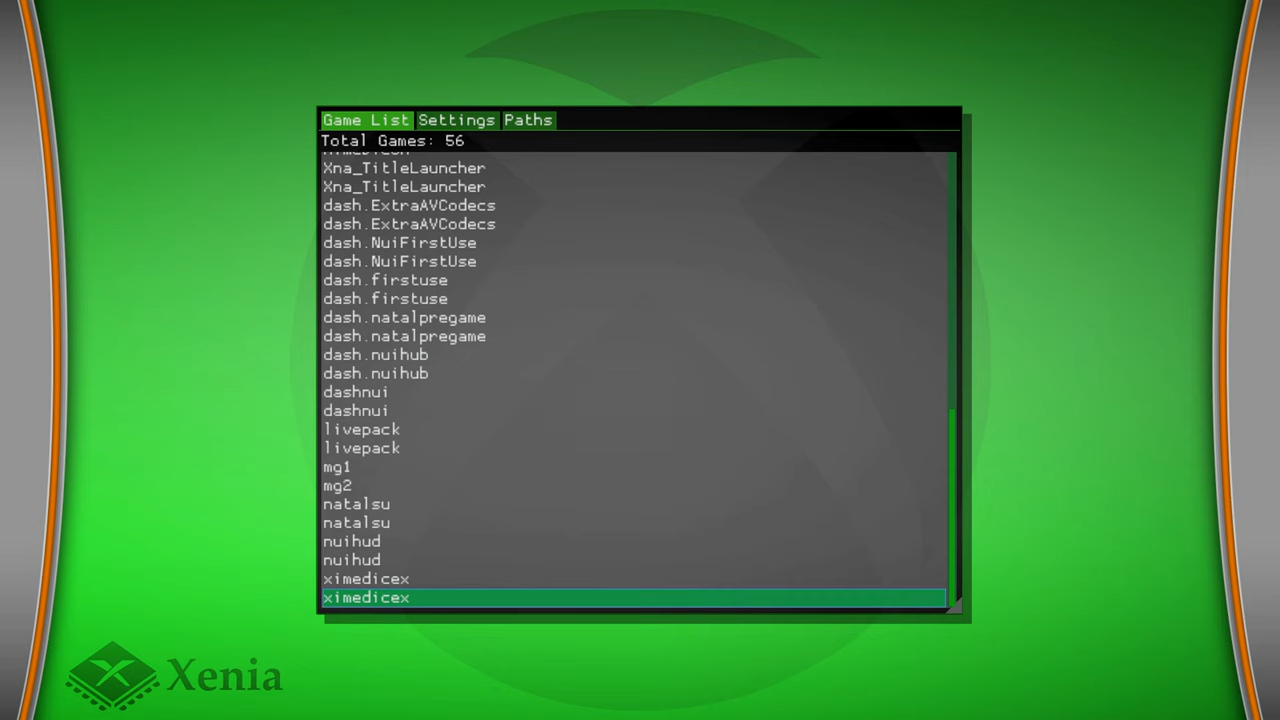 Game List Settings Paths
Total Games: 56
Xna_TitleLauncher
Xna_TitleLauncher
dash.ExtraAVCodecs
dash.ExtraAVCodecs
dash.NuiFirstUse
dash.NuiFirstUse
dash.firstuse
dash.firstuse
dash.natalpregame
dash.natalpregame
dash.nuihub
dash.nuihub
dashnui
dashnui
livepack
livepack
mg1
mg2
natalsu
natalsu
nuihud
nuihud
ximedicex
ximedicex
Xenia